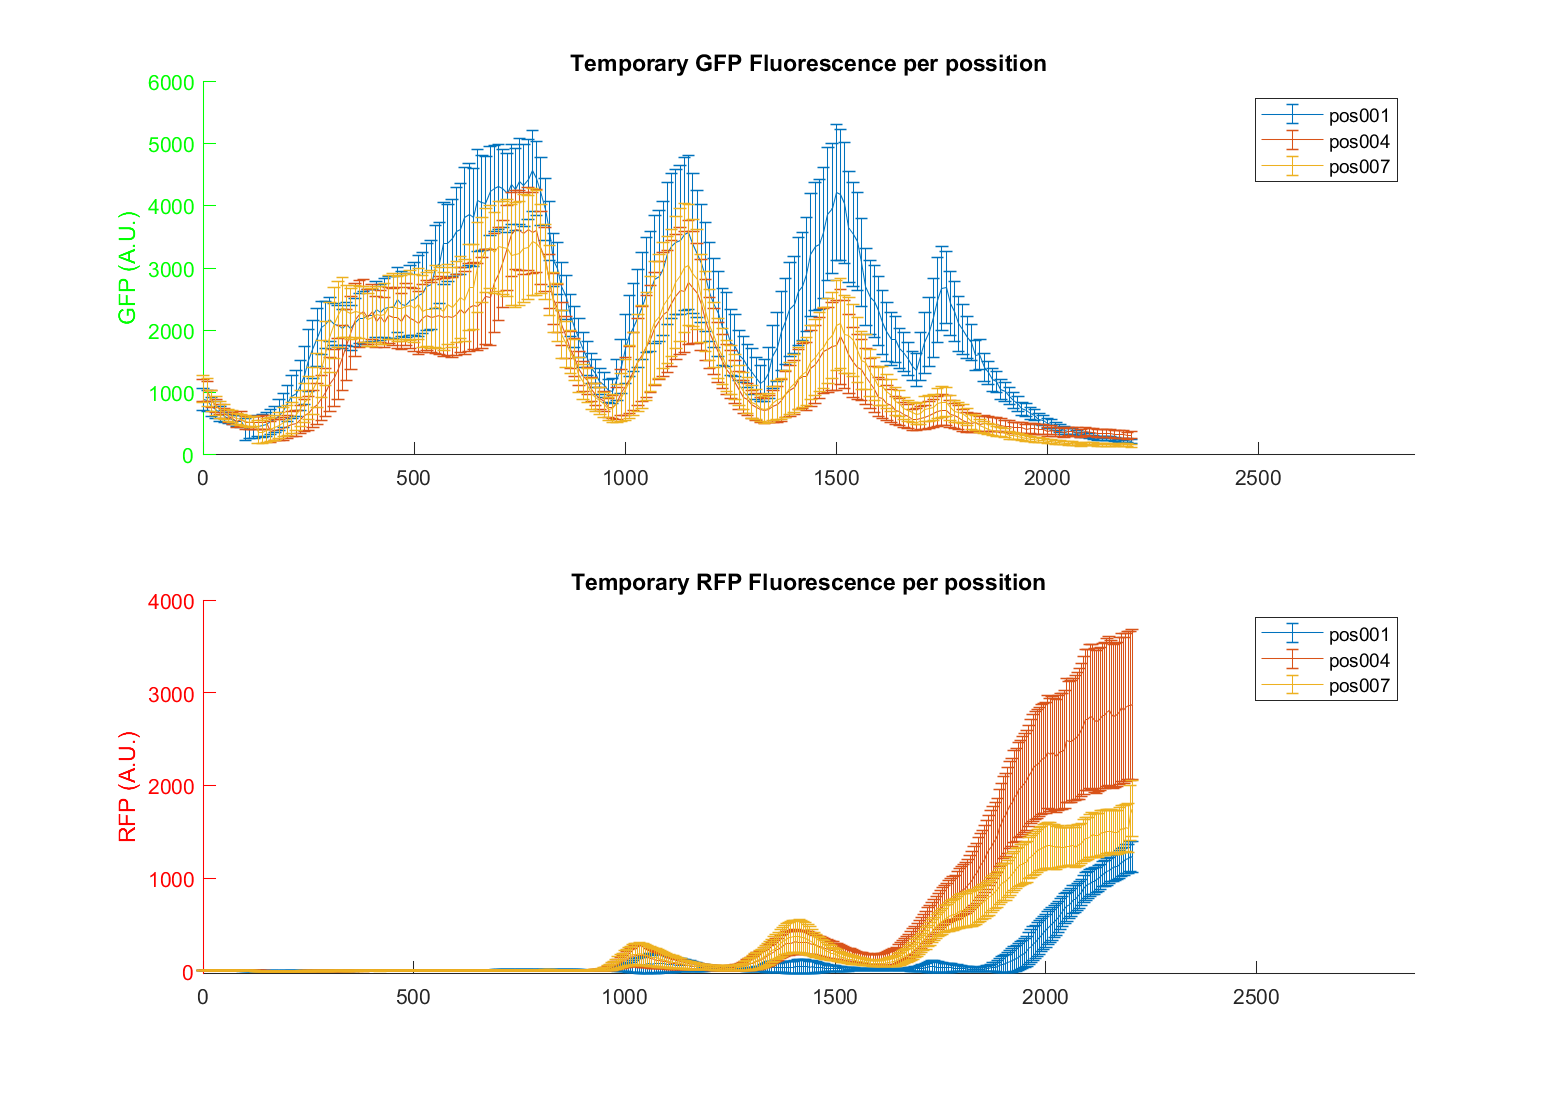 Temporary GFP Fluorescence per possition
6000
5000
4000
3000
2000
1000
0
GFP (A.U.)
0 500 1000 1500 2000 2500
pos001
pos004
pos007
Temporary RFP Fluorescence per possition
4000
3000
2000
1000
0
RFP (A.U.)
0 500 1000 1500 2000 2500
pos001
pos004
pos007